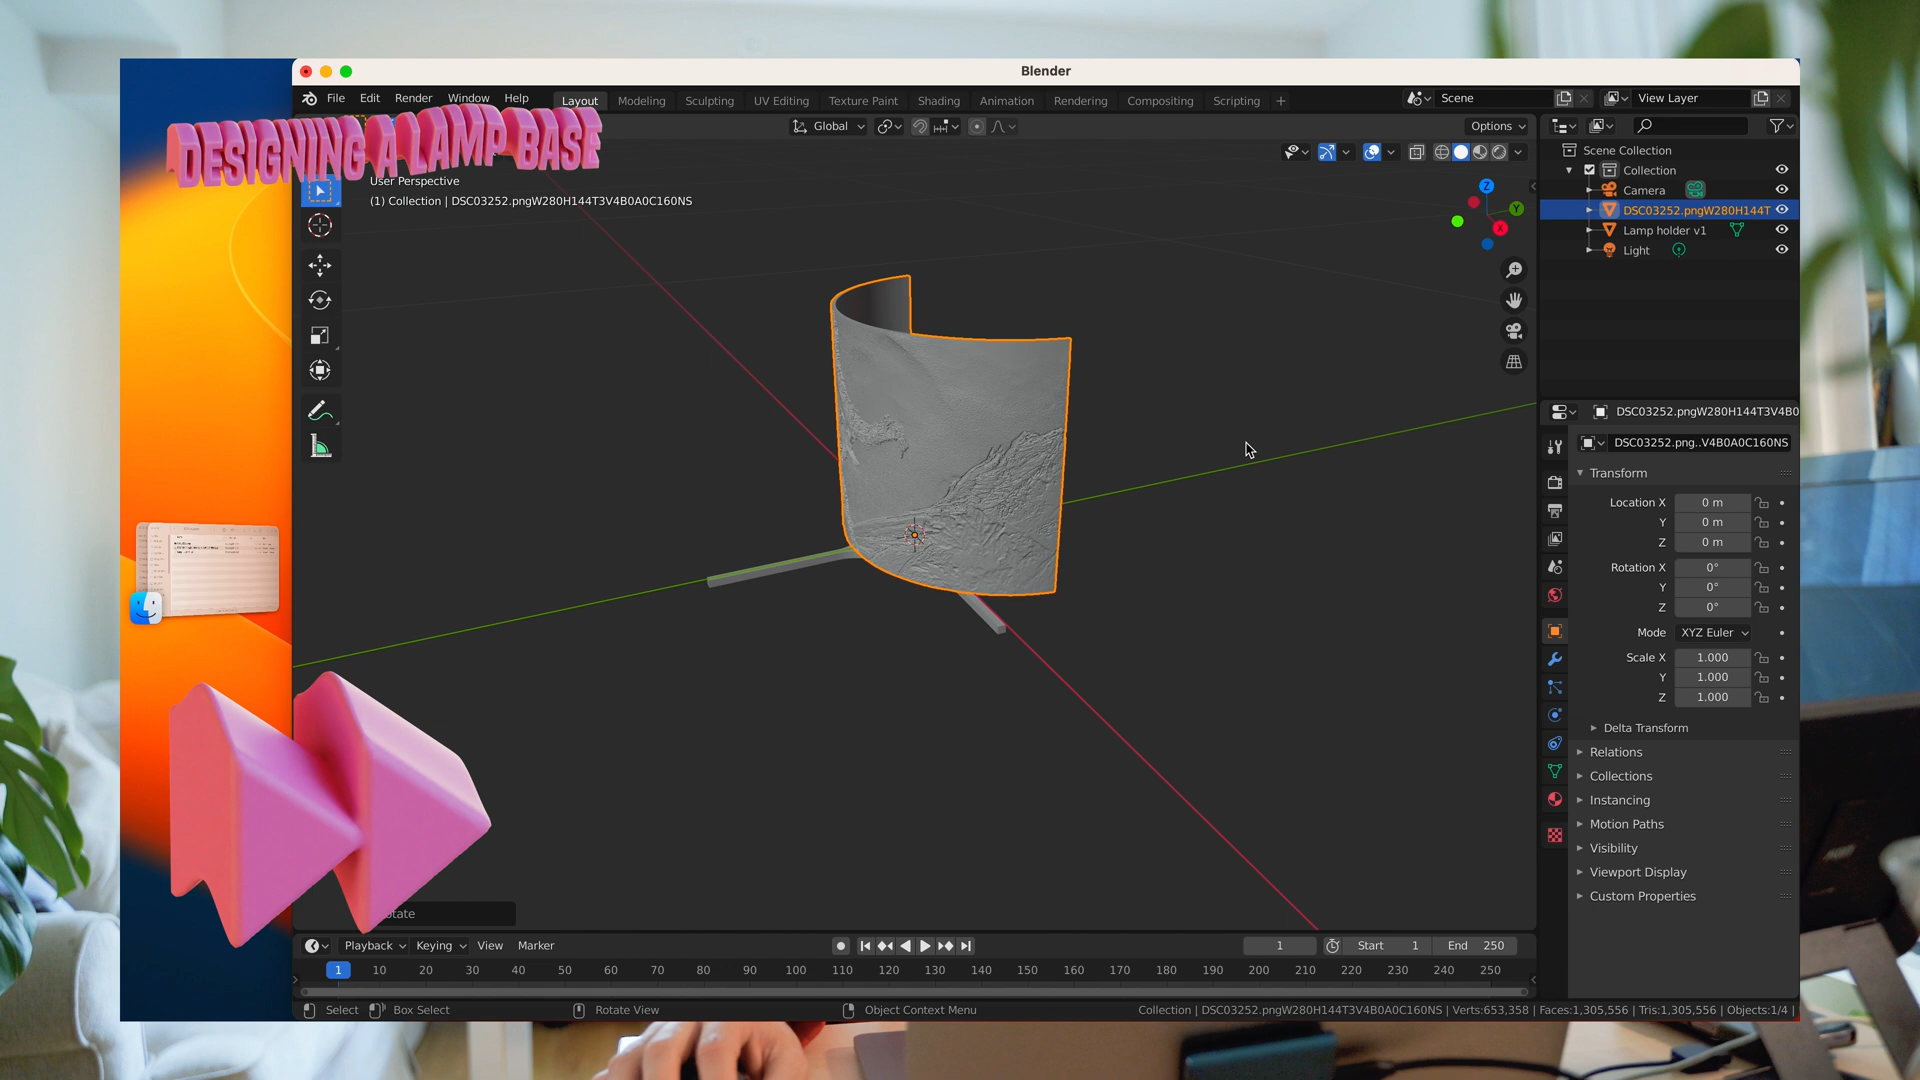 Blender
File Edit Render Window Help Layout Modeling Sculpting UV Editing Texture Paint Shading Animation Rendering Compositing Scripting + Scene View Layer
DESIGNING A LAMP BASE
Global Options
User Perspective
(1) Collection | DSC03252.pngW280H144T3V4B0A0C160NS
Z
Y
X
Scene Collection
Collection
Camera
DSC03252.pngW280H144T
Lamp holder v1
Light
DSC03252.pngW280H144T3V4B0
DSC03252.png..V4B0A0C160NS
Transform
Location X 0 m
Y 0 m
Z 0 m
Rotation X 0°
Y 0°
Z 0°
Mode XYZ Euler
Scale X 1.000
Y 1.000
Z 1.000
Delta Transform
Relations
Collections
Instancing
Motion Paths
Visibility
Viewport Display
Custom Properties
Playback Keying View Marker 1 Start 1 End 250
1 10 20 30 40 50 60 70 80 90 100 110 120 130 140 150 160 170 180 190 200 210 220 230 240 250
Select Box Select Rotate View Object Context Menu Collection | DSC03252.pngW280H144T3V4B0A0C160NS | Verts:653,358 | Faces:1,305,556 | Tris:1,305,556 | Objects:1/4 |